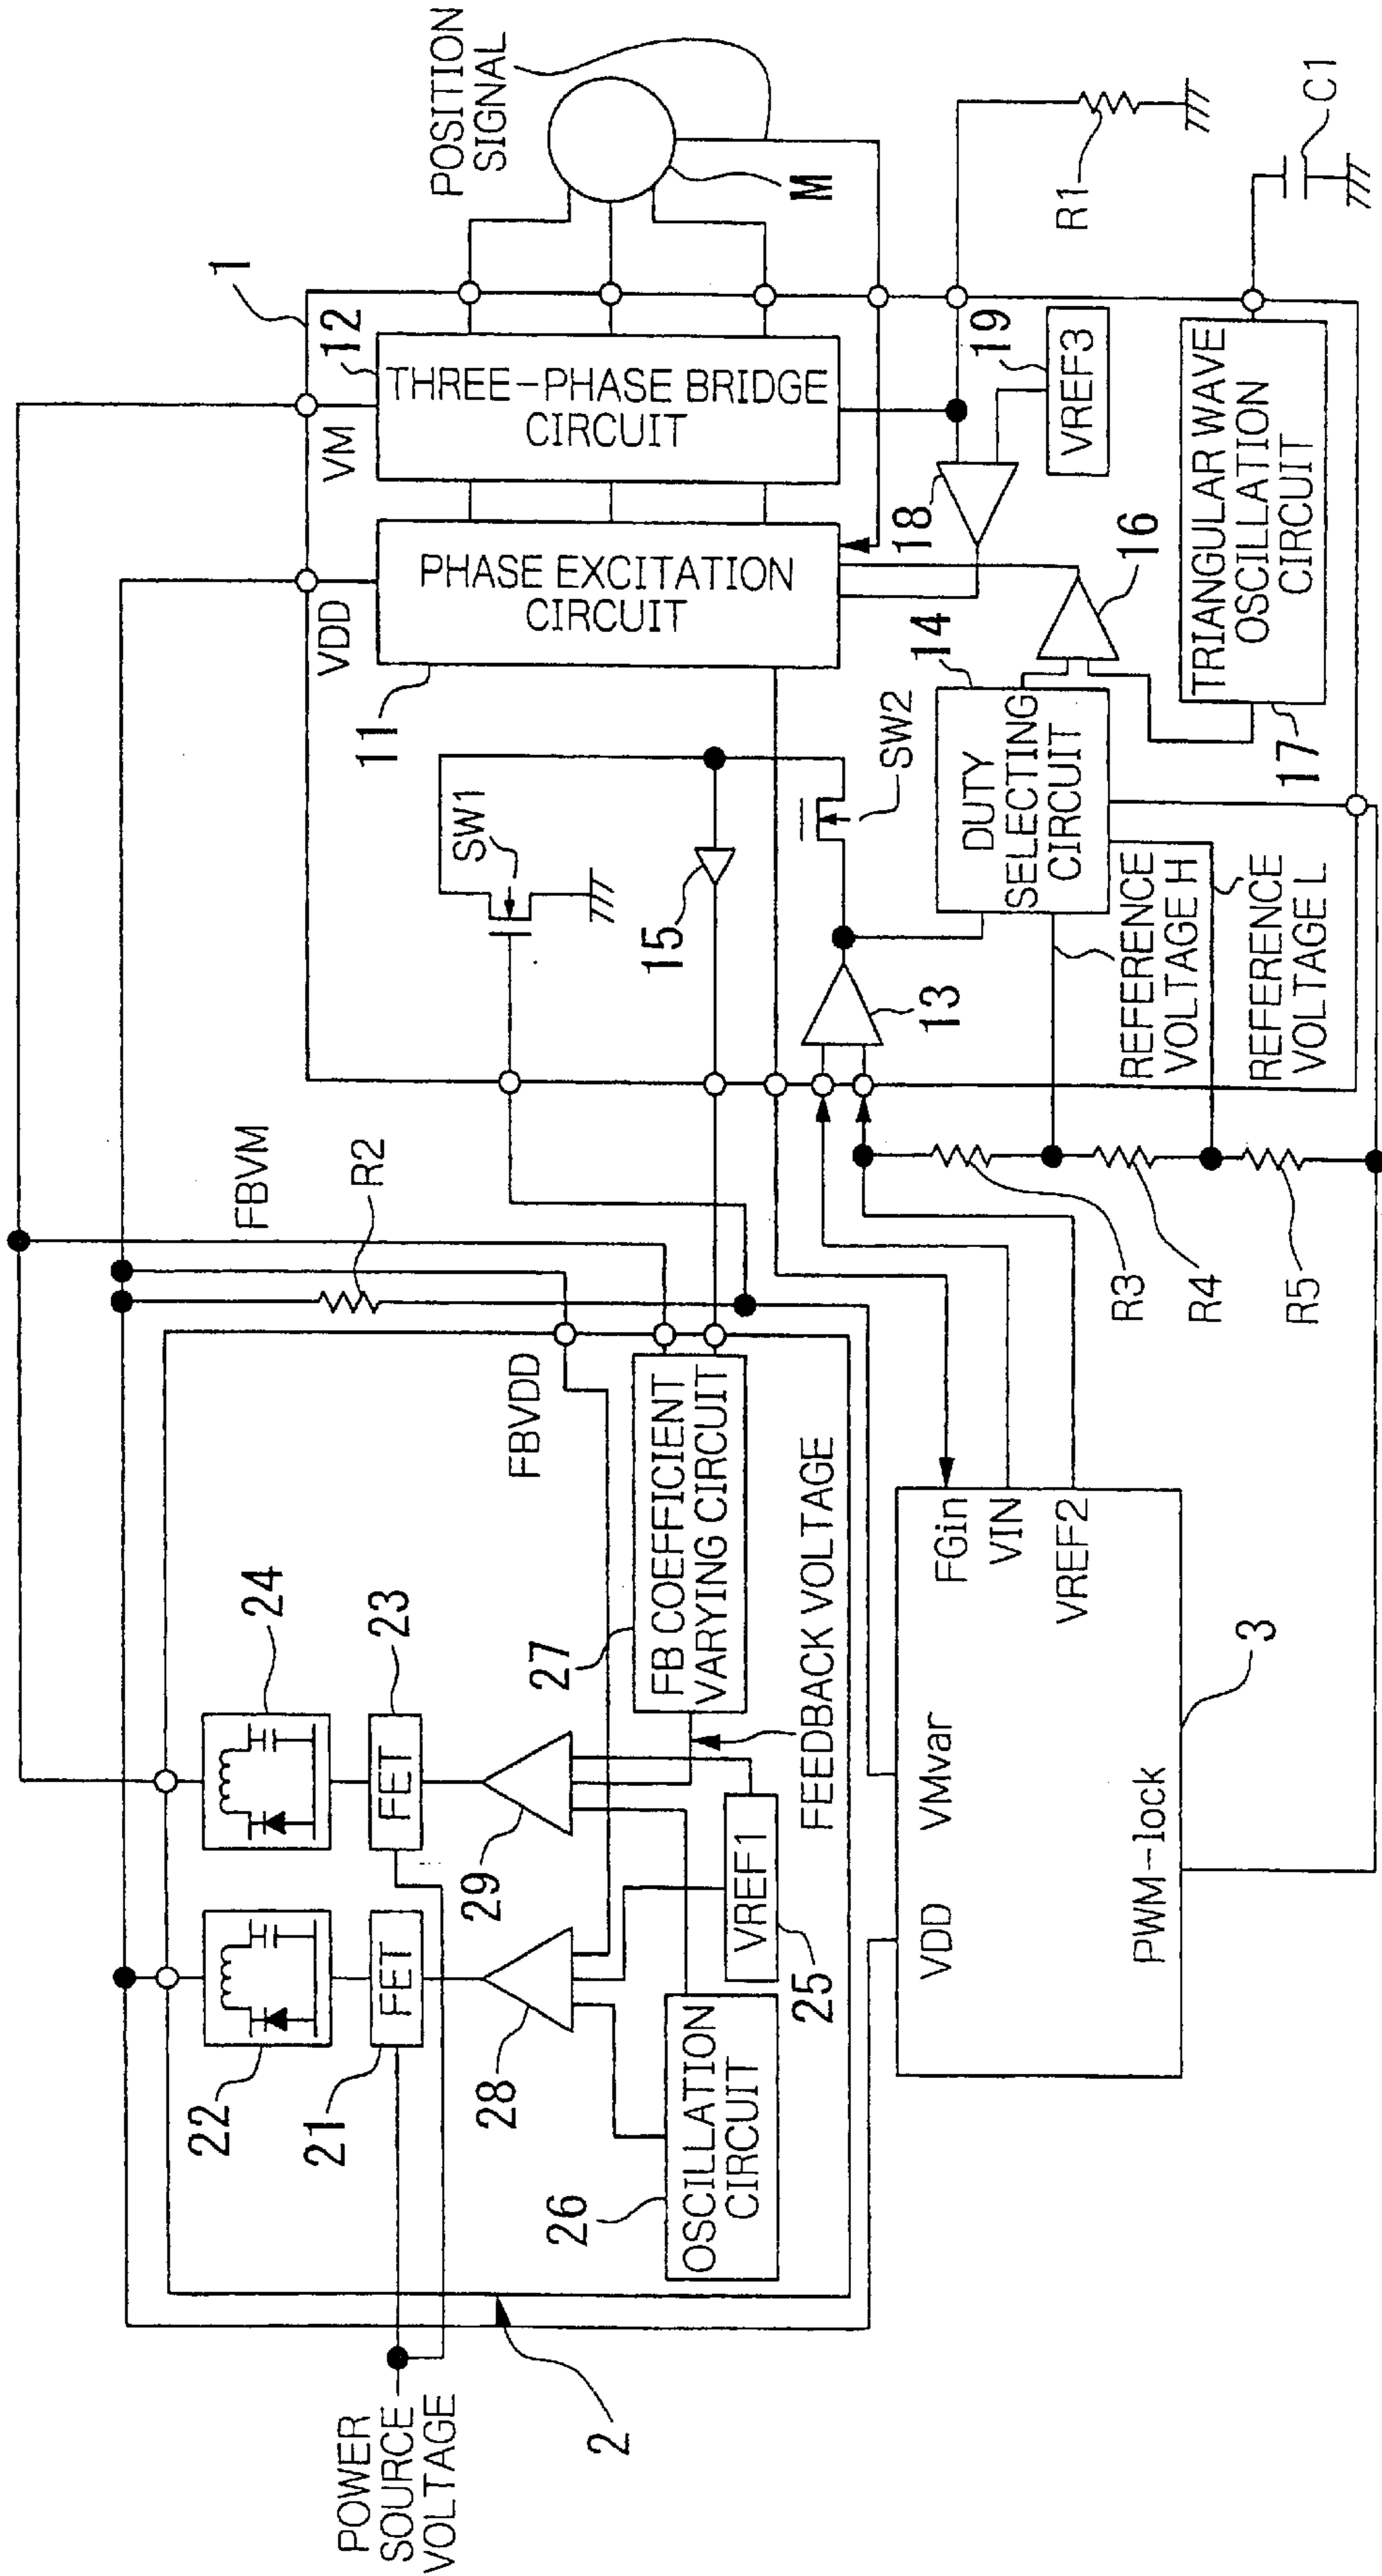 POWER
SOURCE
VOLTAGE
2
22
21
24
23
28
29
26
OSCILLATION
CIRCUIT
VREF1
25
27
FB COEFFICIENT
VARYING CIRCUIT
FEEDBACK VOLTAGE
FBVDD
FBVM
R2
VDD
VMvar
FGin
VIN
VREF2
PWM-lock
3
R3
R4
R5
1
VDD
VM
12
THREE-PHASE BRIDGE
CIRCUIT
11
PHASE EXCITATION
CIRCUIT
POSITION
SIGNAL
M
SW1
15
SW2
13
14
DUTY
SELECTING
CIRCUIT
REFERENCE
VOLTAGE H
REFERENCE
VOLTAGE L
18
19
VREF3
16
17
TRIANGULAR WAVE
OSCILLATION
CIRCUIT
R1
C1